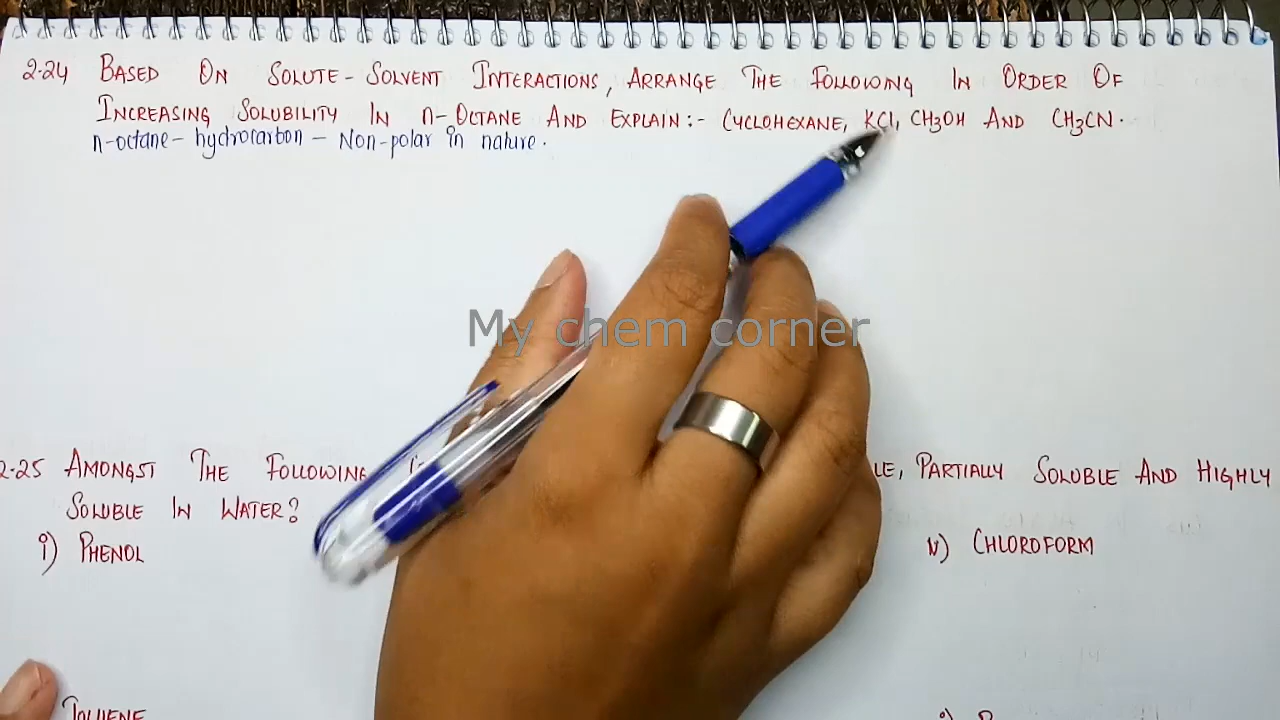 2.24 BASED ON SOLUTE-SOLVENT INTERACTIONS, ARRANGE THE FOLLOWING IN ORDER OF
INCREASING SOLUBILITY IN n-OCTANE AND EXPLAIN:- CYCLOHEXANE, KCl, CH3OH AND CH3CN.
n-octane- hydrocarbon - Non-polar in nature.
My chem corner
2.25 AMONGST THE FOLLOWING LE, PARTIALLY SOLUBLE AND HIGHLY
SOLUBLE IN WATER?
i) PHENOL
iv) CHLOROFORM
TOLUENE